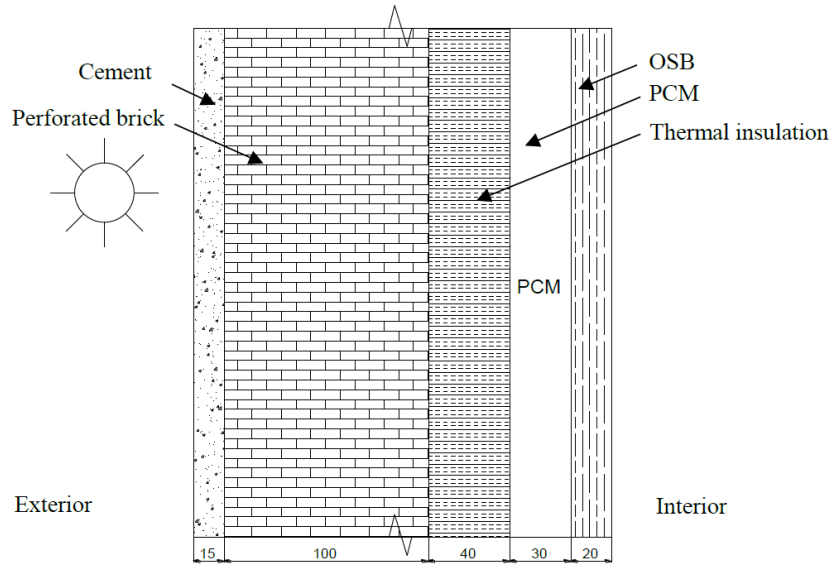 Cement
Perforated brick
OSB
PCM
Thermal insulation
PCM
Exterior
Interior
15
100
40
30
20